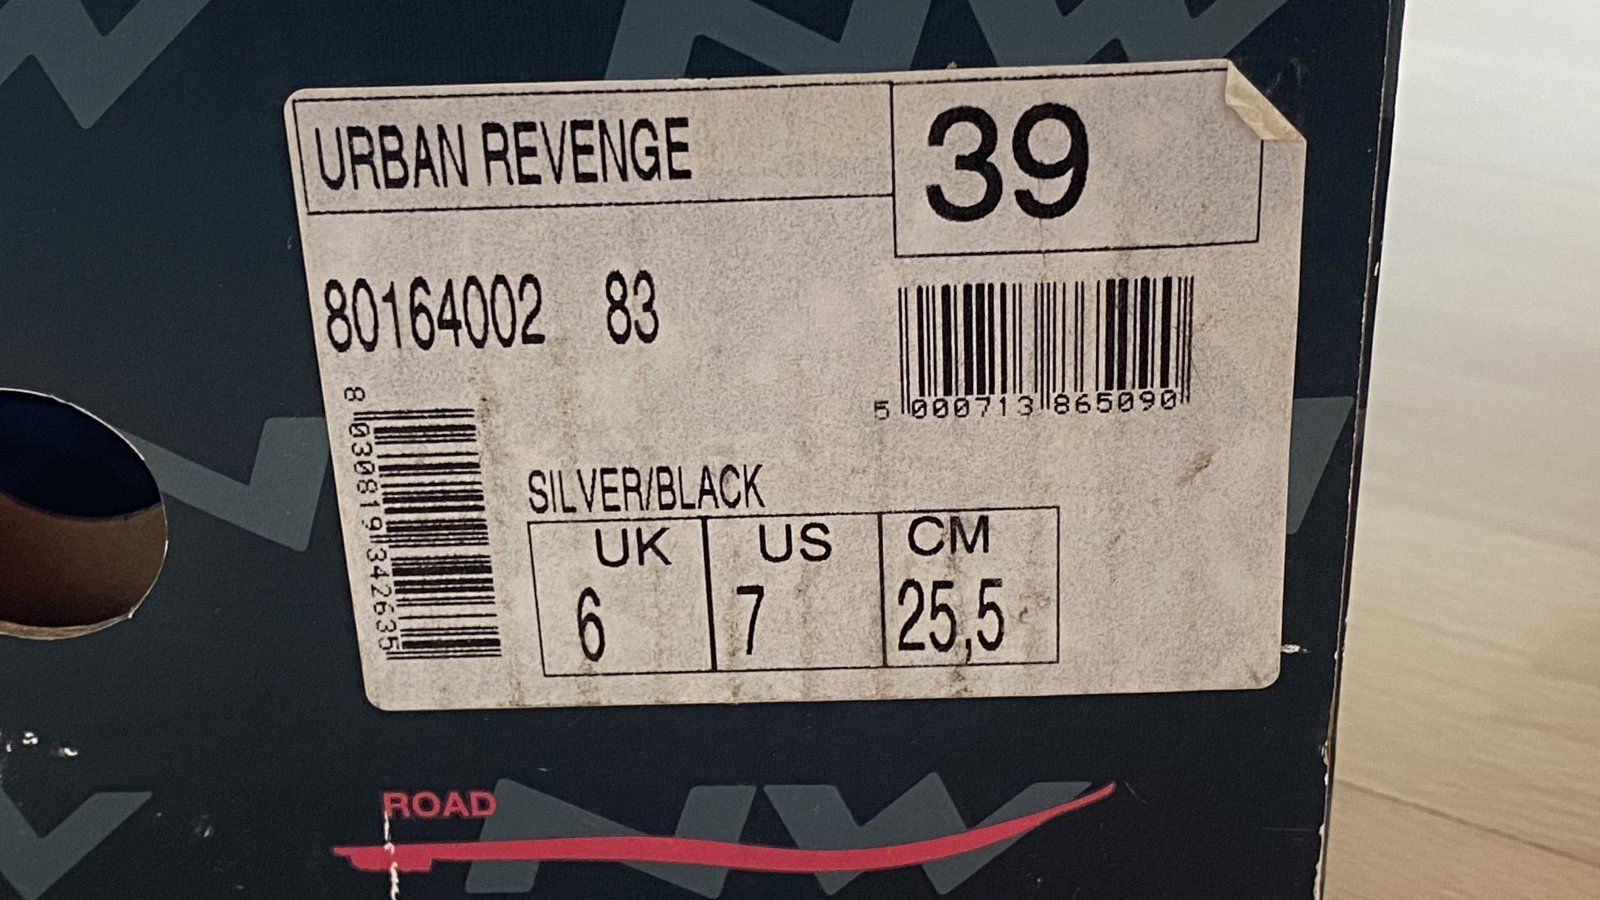 URBAN REVENGE
39
80164002 83
5 000713 865090
8 030819 342635
SILVER/BLACK
UK US CM
6 7 25,5
ROAD
NW